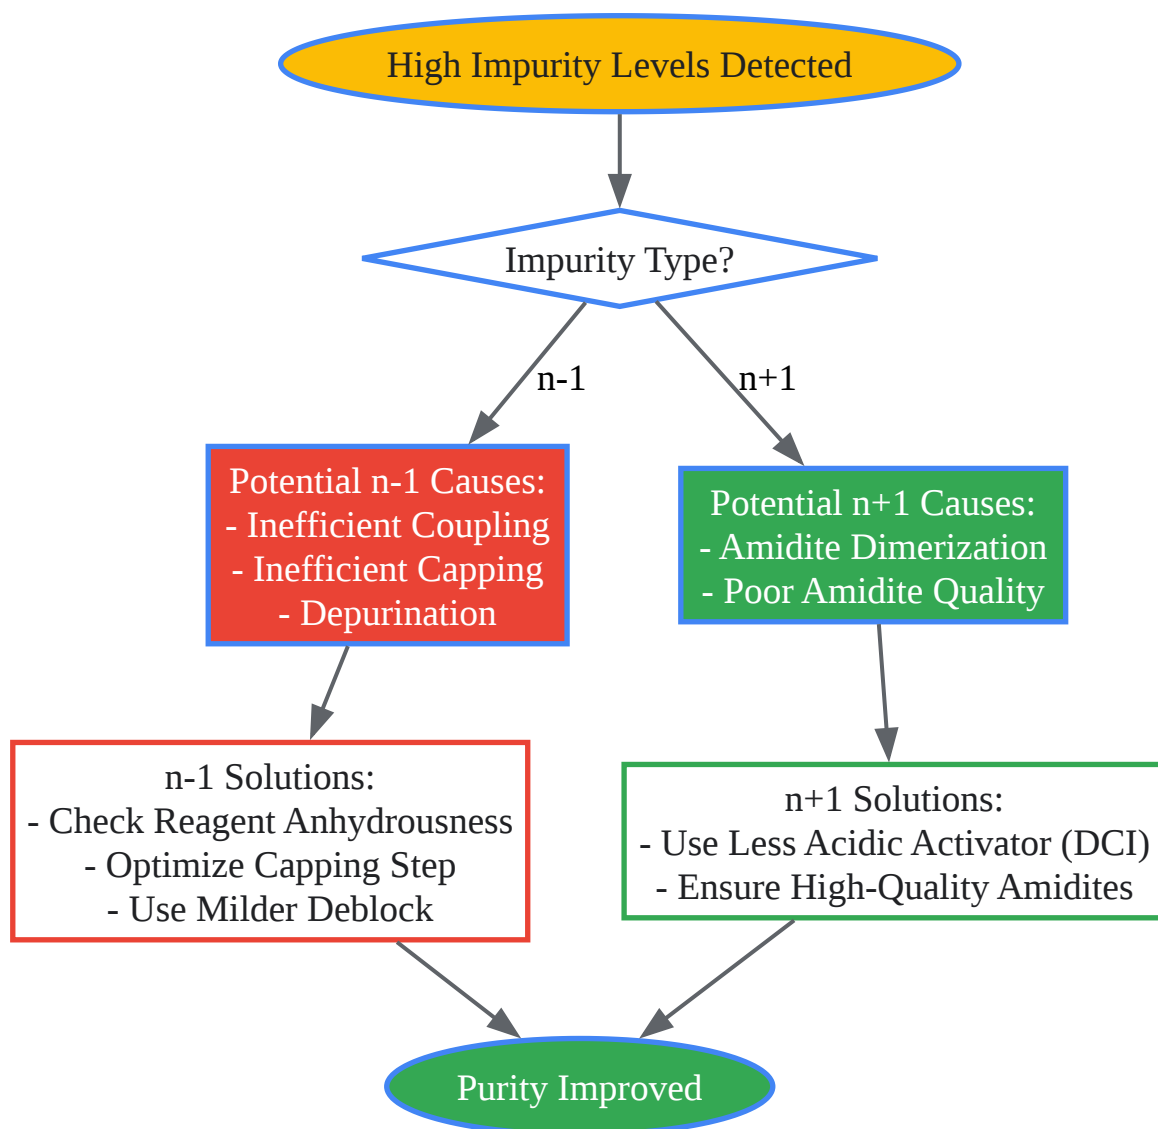 High Impurity Levels Detected
Impurity Type?
n-1
n+1
Potential n-1 Causes:
- Inefficient Coupling
- Inefficient Capping
- Depurination
Potential n+1 Causes:
- Amidite Dimerization
- Poor Amidite Quality
n-1 Solutions:
- Check Reagent Anhydrousness
- Optimize Capping Step
- Use Milder Deblock
n+1 Solutions:
- Use Less Acidic Activator (DCI)
- Ensure High-Quality Amidites
Purity Improved